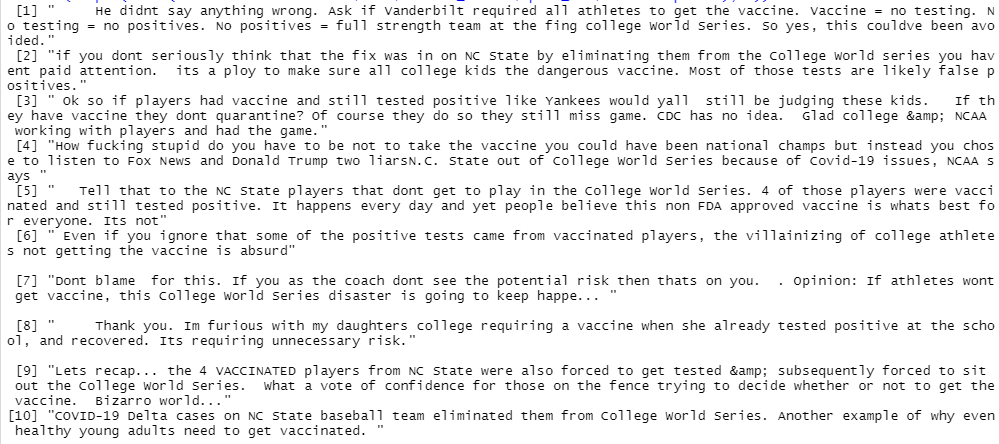 [1] "     He didnt say anything wrong. Ask if Vanderbilt required all athletes to get the vaccine. Vaccine = no testing. N
o testing = no positives. No positives = full strength team at the fing College World Series. So yes, this couldve been avo
ided."
[2] "if you dont seriously think that the fix was in on NC State by eliminating them from the College World series you hav
ent paid attention.  its a ploy to make sure all college kids the dangerous vaccine. Most of those tests are likely false p
ositives."
[3] " Ok so if players had vaccine and still tested positive like Yankees would yall  still be judging these kids.   If th
ey have vaccine they dont quarantine? Of course they do so they still miss game. CDC has no idea.  Glad college &amp; NCAA
working with players and had the game."
[4] "How fucking stupid do you have to be not to take the vaccine you could have been national champs but instead you chos
e to listen to Fox News and Donald Trump two liarsN.C. State out of College World Series because of Covid-19 issues, NCAA s
ays "
[5] "   Tell that to the NC State players that dont get to play in the College World Series. 4 of those players were vacci
nated and still tested positive. It happens every day and yet people believe this non FDA approved vaccine is whats best fo
r everyone. Its not"
[6] " Even if you ignore that some of the positive tests came from vaccinated players, the villainizing of college athlete
s not getting the vaccine is absurd"
[7] "Dont blame  for this. If you as the coach dont see the potential risk then thats on you.  . Opinion: If athletes wont
get vaccine, this College World Series disaster is going to keep happe... "
[8] "     Thank you. Im furious with my daughters college requiring a vaccine when she already tested positive at the scho
ol, and recovered. Its requiring unnecessary risk."
[9] "Lets recap... the 4 VACCINATED players from NC State were also forced to get tested &amp; subsequently forced to sit
out the College World Series.  What a vote of confidence for those on the fence trying to decide whether or not to get the
vaccine.  Bizarro world..."
[10] "COVID-19 Delta cases on NC State baseball team eliminated them from College World Series. Another example of why even
healthy young adults need to get vaccinated. "